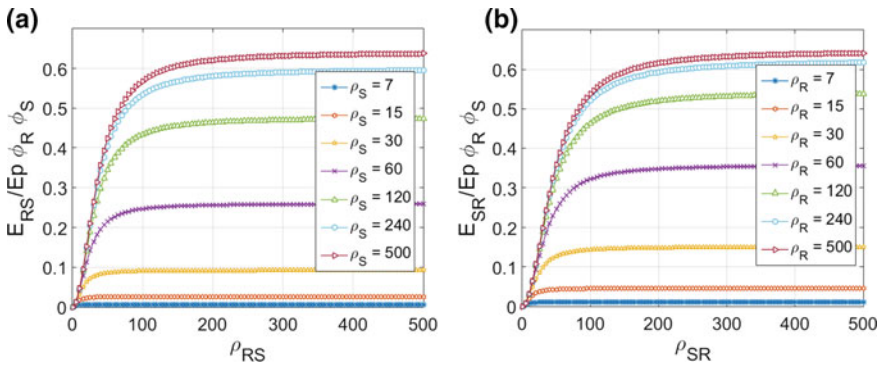 (a)
E_RS/Ep ϕ_R ϕ_S
0.6
0.5
0.4
0.3
0.2
0.1
0
0 100 200 300 400 500
ρ_RS
ρ_S = 7
ρ_S = 15
ρ_S = 30
ρ_S = 60
ρ_S = 120
ρ_S = 240
ρ_S = 500
(b)
E_SR/Ep ϕ_R ϕ_S
0.6
0.5
0.4
0.3
0.2
0.1
0
0 100 200 300 400 500
ρ_SR
ρ_R = 7
ρ_R = 15
ρ_R = 30
ρ_R = 60
ρ_R = 120
ρ_R = 240
ρ_R = 500